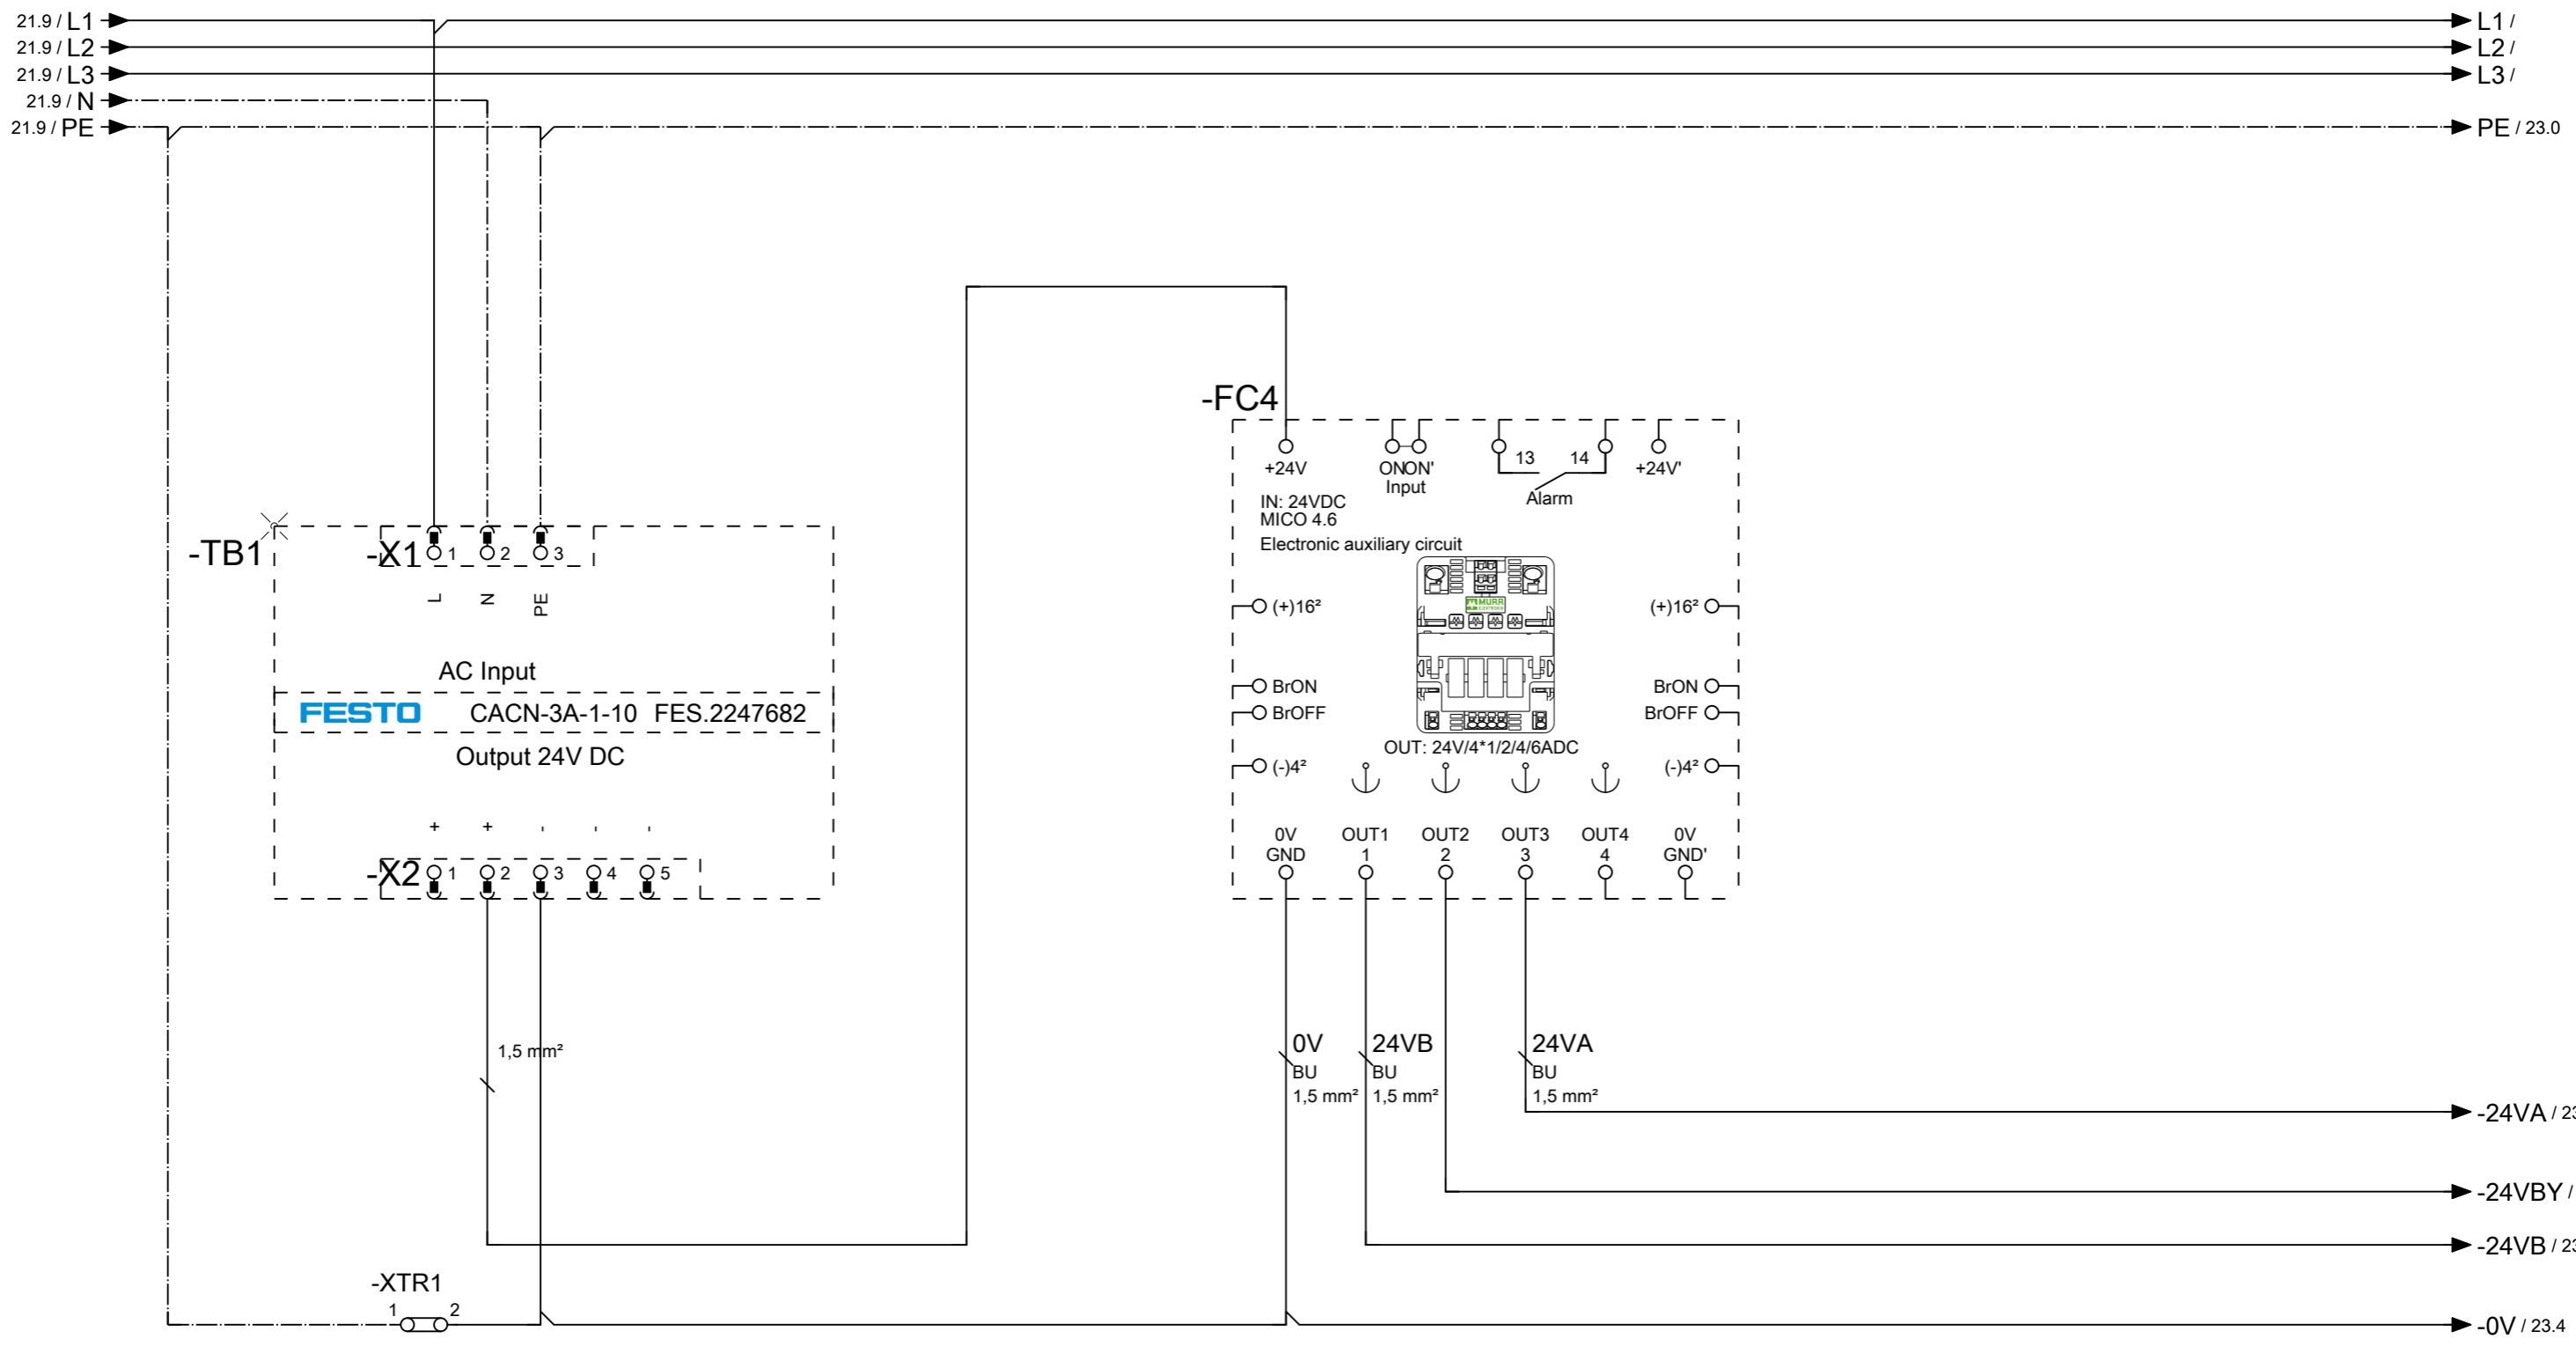 21.9 / L1
L1 /
21.9 / L2
L2 /
21.9 / L3
L3 /
21.9 / N
21.9 / PE
PE / 23.0
-FC4
+24V
ONON'
Input
13 14
Alarm
+24V'
IN: 24VDC
MICO 4.6
Electronic auxiliary circuit
-TB1
-X1 1 2 3
L N PE
AC Input
FESTO CACN-3A-1-10 FES.2247682
Output 24V DC
+ + - - -
-X2 1 2 3 4 5
(+)16² (+)16²
MURR
BrON BrON
BrOFF BrOFF
OUT: 24V/4*1/2/4/6ADC
(-)4² (-)4²
0V OUT1 OUT2 OUT3 OUT4 0V
GND 1 2 3 4 GND'
1,5 mm²
0V 24VB 24VA
BU BU BU
1,5 mm² 1,5 mm² 1,5 mm²
-24VA / 23
-24VBY /
-24VB / 23
-XTR1
1 2
-0V / 23.4